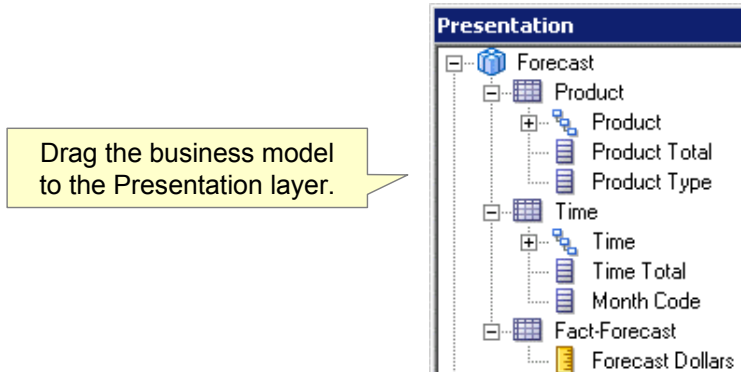 Presentation
Forecast
Product
Product
Product Total
Product Type
Time
Time
Time Total
Month Code
Fact-Forecast
Forecast Dollars
Drag the business model
to the Presentation layer.